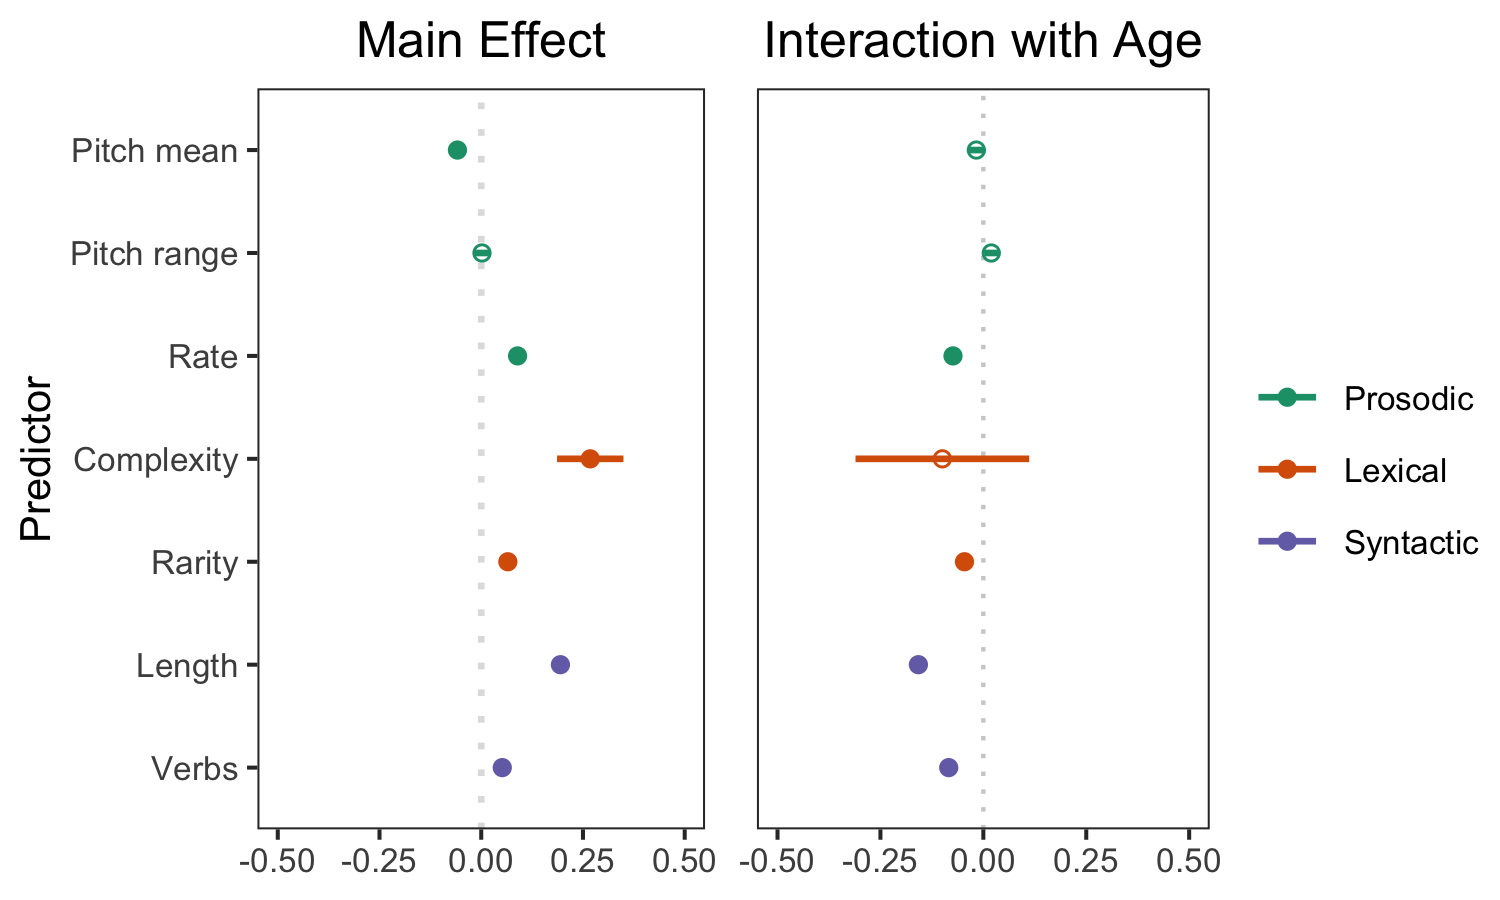 Main Effect
Interaction with Age
Predictor
Pitch mean
Pitch range
Rate
Complexity
Rarity
Length
Verbs
-0.50 -0.25 0.00 0.25 0.50
-0.50 -0.25 0.00 0.25 0.50
Prosodic
Lexical
Syntactic